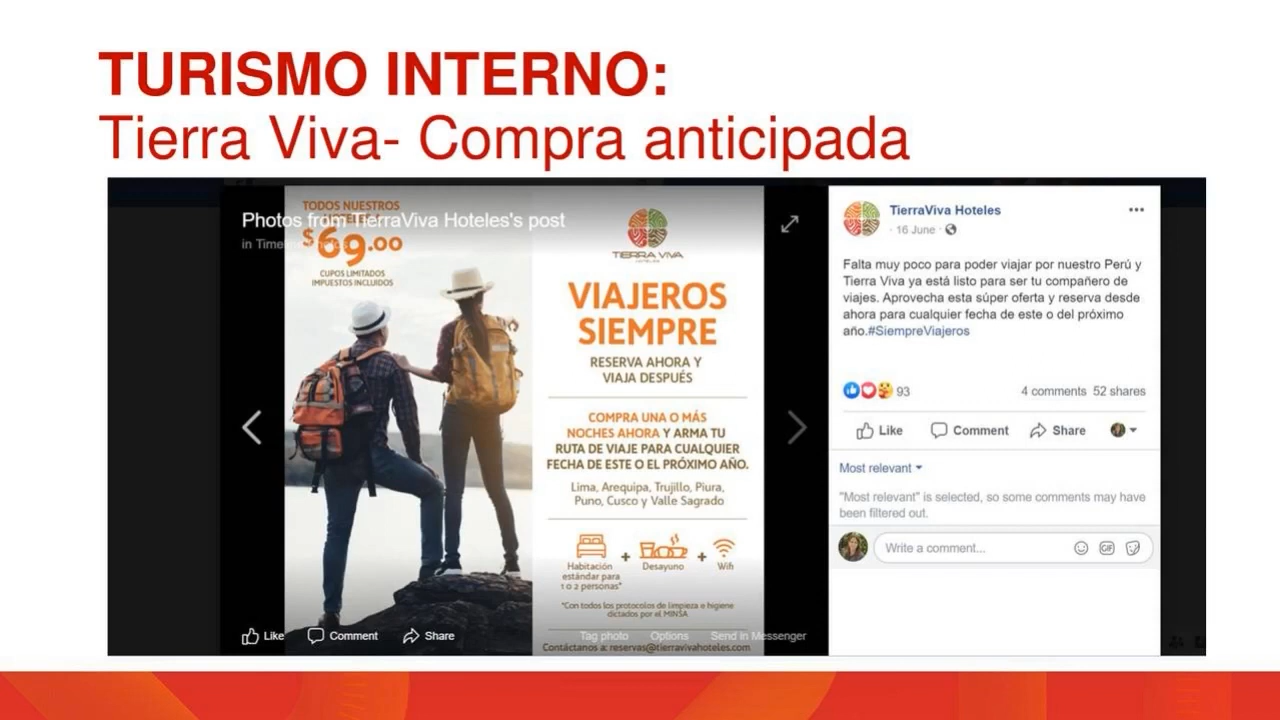 TURISMO INTERNO:
Tierra Viva- Compra anticipada
TODOS NUESTROS
Photos from TierraViva Hoteles's post
in
$69.00
CUPOS LIMITADOS
IMPUESTOS INCLUIDOS
TIERRA VIVA
VIAJEROS
SIEMPRE
RESERVA AHORA Y
VIAJA DESPUÉS
COMPRA UNA O MÁS
NOCHES AHORA Y ARMA TU
RUTA DE VIAJE PARA CUALQUIER
FECHA DE ESTE O EL PRÓXIMO AÑO.
Lima, Arequipa, Trujillo, Piura,
Puno, Cusco y Valle Sagrado
Habitación
estándar para
1 o 2 personas*
+
Desayuno
+
Wifi
*Con todos los protocolos de limpieza e higiene
dictados por el MINSA
Like
Comment
Share
Tag photo
Options
Send in Messenger
Contáctanos a: reservas@tierravivahoteles.com
TierraViva Hoteles
· 16 June ·
Falta muy poco para poder viajar por nuestro Perú y
Tierra Viva ya está listo para ser tu compañero de
viajes. Aprovecha esta súper oferta y reserva desde
ahora para cualquier fecha de este o del próximo
año.#SiempreViajeros
93
4 comments 52 shares
Like
Comment
Share
Most relevant
"Most relevant" is selected, so some comments may have
been filtered out.
Write a comment...
GIF